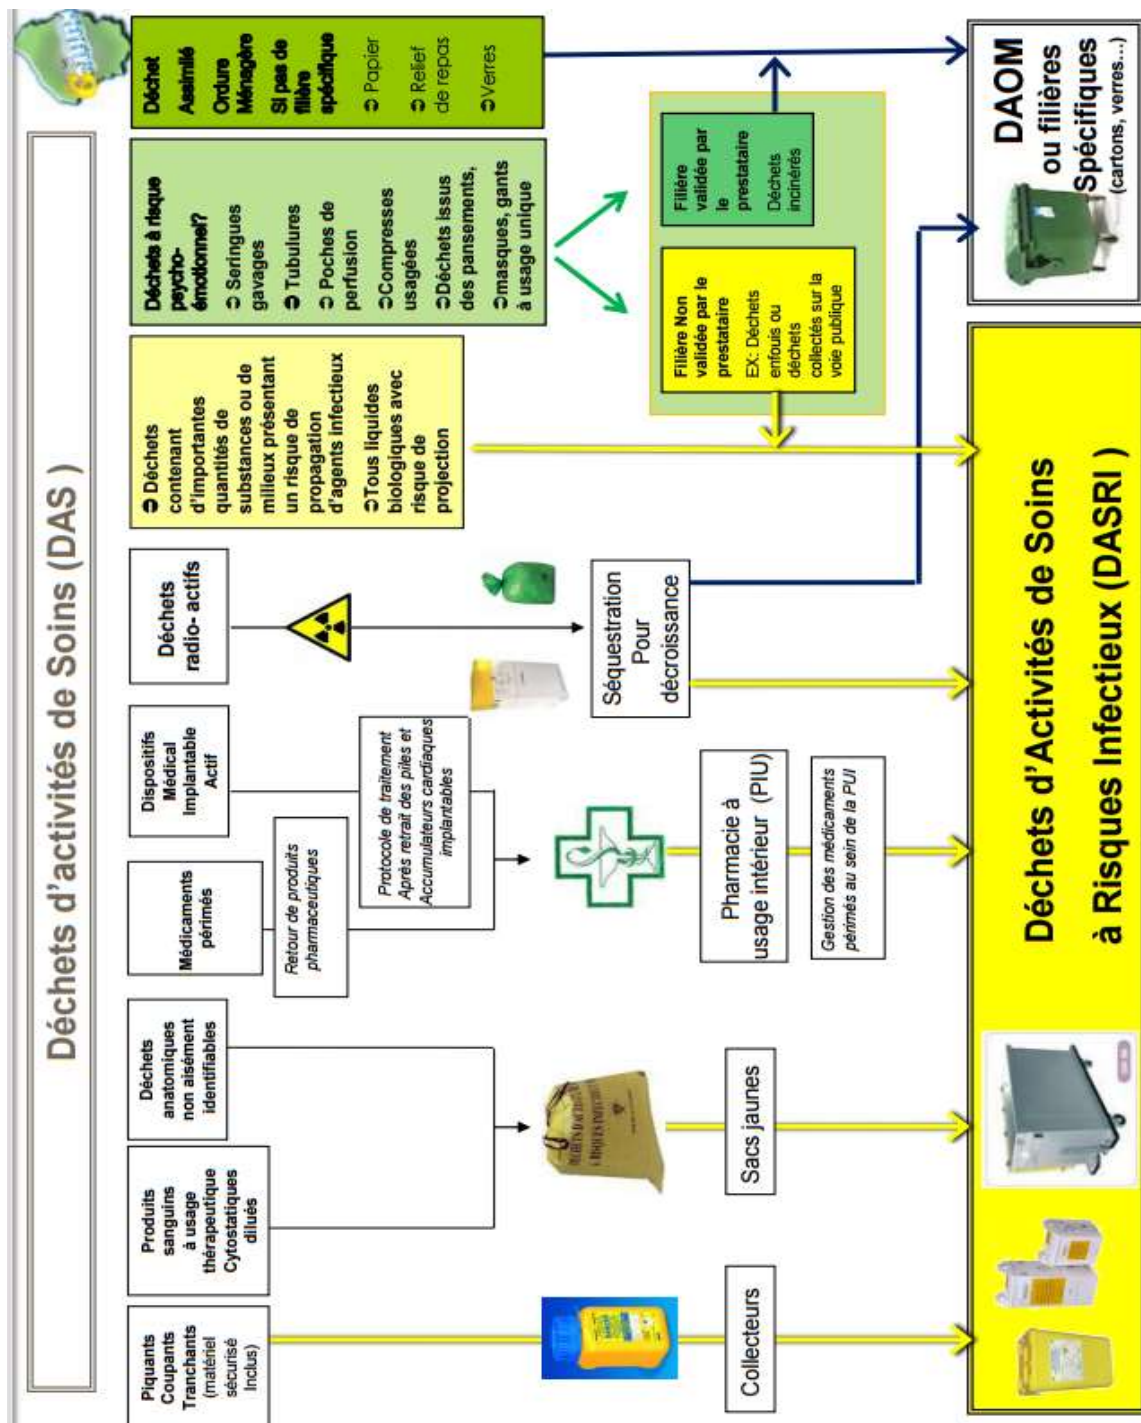 Déchets d'activités de Soins (DAS )
Piquants
Coupants
Tranchants
(matériel
sécurisé
Inclus)
Produits
sanguins
à usage
thérapeutique
Cytostatiques
dilués
Déchets
anatomiques
non aisément
identifiables
Médicaments
périmés
Dispositifs
Médical
Implantable
Actif
Déchets
radio- actifs
➲ Déchets
contenant
d'importantes
quantités de
substances ou de
milieux présentant
un risque de
propagation
d'agents infectieux
➲Tous liquides
biologiques avec
risque de
projection
Déchets à risque
psycho-
émotionnel?
➲ Seringues
gavages
➲ Tubulures
➲ Poches de
perfusion
➲Compresses
usagées
➲Déchets issus
des pansements,
➲masques, gants
à usage unique
Déchet
Assimilé
Ordure
Ménagère
Si pas de
filière
spécifique
➲ Papier
➲ Relief
de repas
➲Verres
Retour de produits
pharmaceutiques
Protocole de traitement
Après retrait des piles et
Accumulateurs cardiaques
implantables
Séquestration
Pour
décroissance
Filière Non
validée par le
prestataire
EX: Déchets
enfouis ou
déchets
collectés sur la
voie publique
Filière
validée par
le
prestataire
Déchets
incinérés
Collecteurs
Sacs jaunes
Pharmacie à
usage intérieur (PIU)
Gestion des médicaments
périmés au sein de la PUI
Déchets d'Activités de Soins
à Risques Infectieux (DASRI)
DAOM
ou filières
Spécifiques
(cartons, verres...)